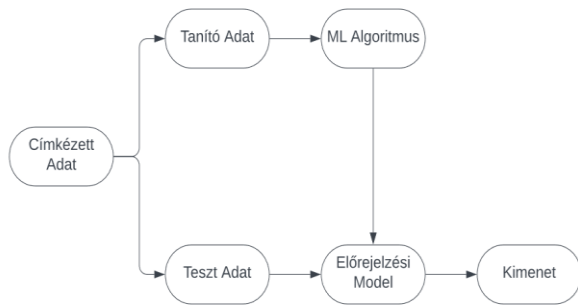 Tanító Adat
ML Algoritmus
Címkézett
Adat
Teszt Adat
Előrejelzési
Model
Kimenet